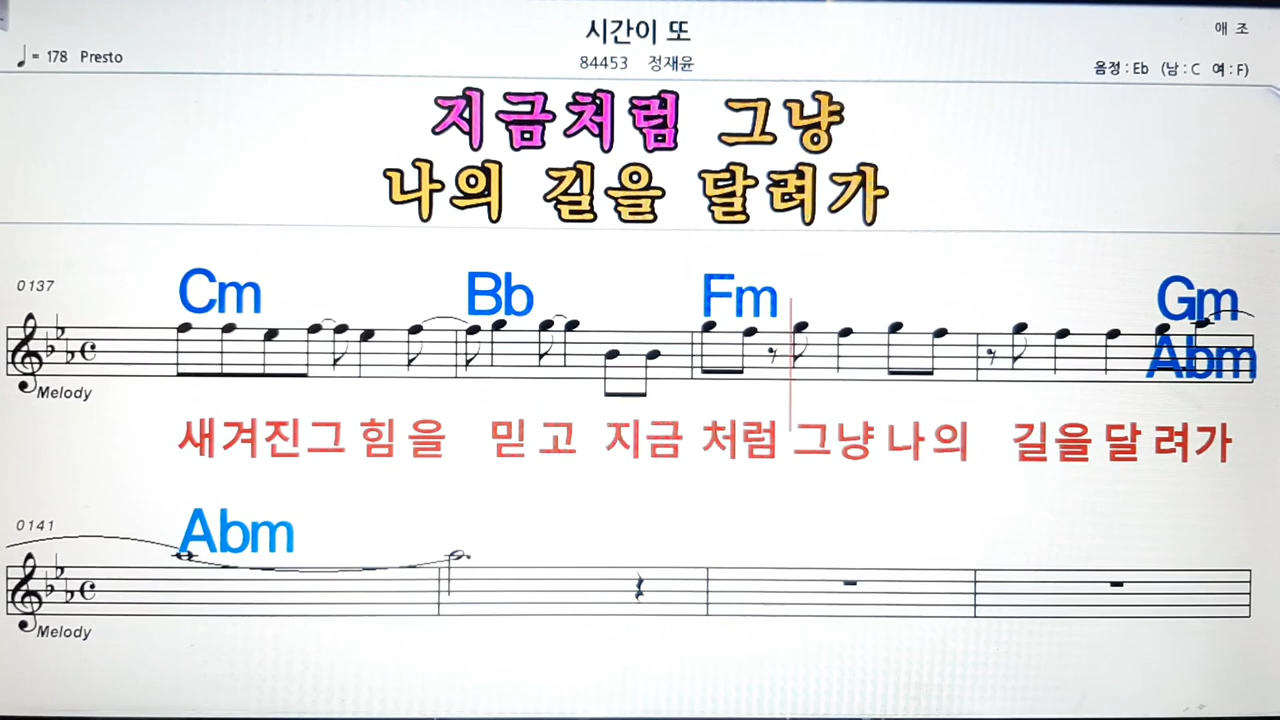 시간이 또
애 조
♩= 178 Presto
84453 정재윤
음정 : Eb (남 : C 여 : F)
지금처럼 그냥
나의 길을 달려가
0137
Cm Bb Fm Gm
Abm
Melody
새겨진그 힘을 믿고 지금 처럼 그냥나의 길을달려가
0141
Abm
Melody